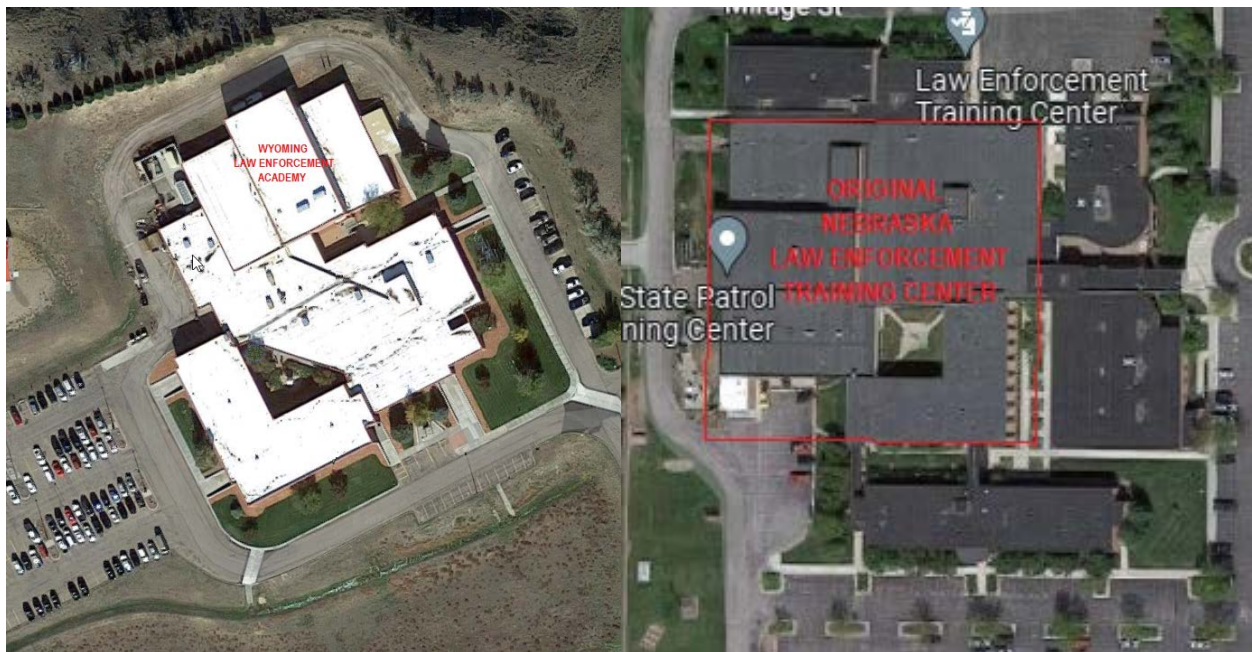 WYOMING
LAW ENFORCEMENT
ACADEMY
Mirage St
Law Enforcement
Training Center
ORIGINAL
NEBRASKA
LAW ENFORCEMENT
TRAINING CENTER
State Patrol
ning Center